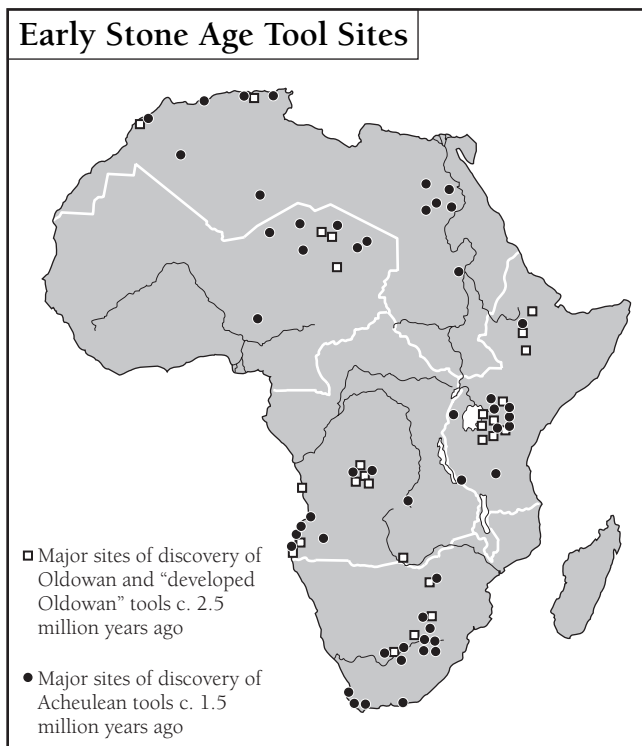 Early Stone Age Tool Sites
Major sites of discovery of
Oldowan and “developed
Oldowan” tools c. 2.5
million years ago
Major sites of discovery of
Acheulean tools c. 1.5
million years ago